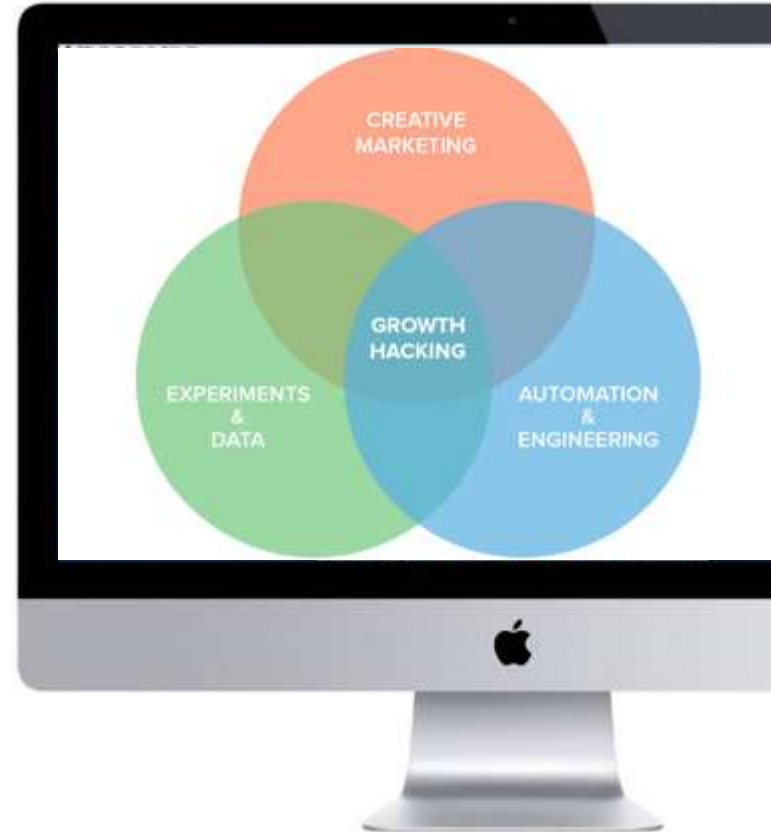 CREATIVE
MARKETING
GROWTH
HACKING
EXPERIMENTS
&
DATA
AUTOMATION
&
ENGINEERING